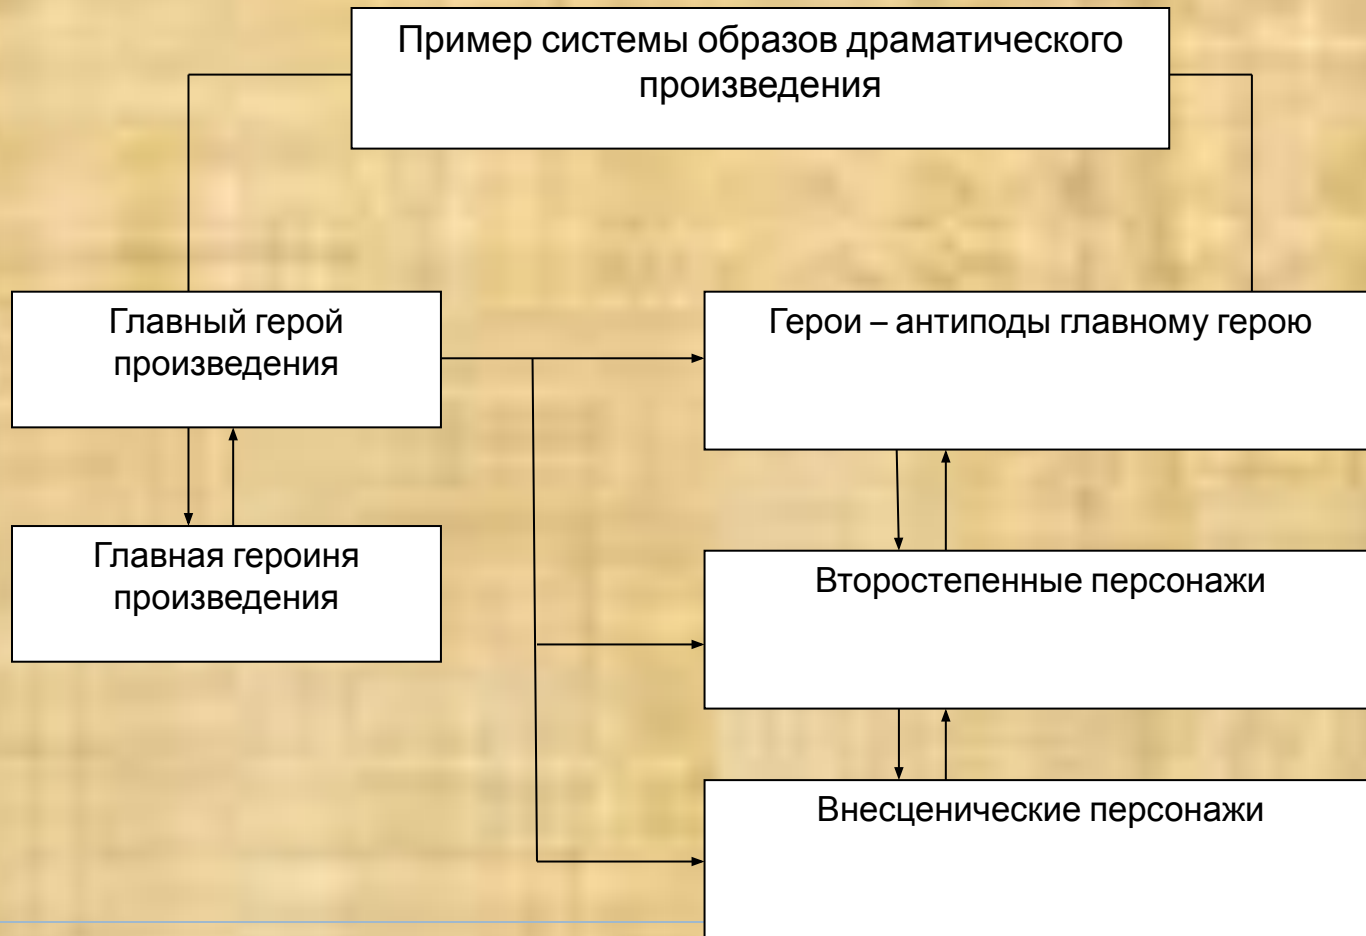 Пример системы образов драматического
произведения
Главный герой
произведения
Герои – антиподы главному герою
Главная героиня
произведения
Второстепенные персонажи
Внесценические персонажи